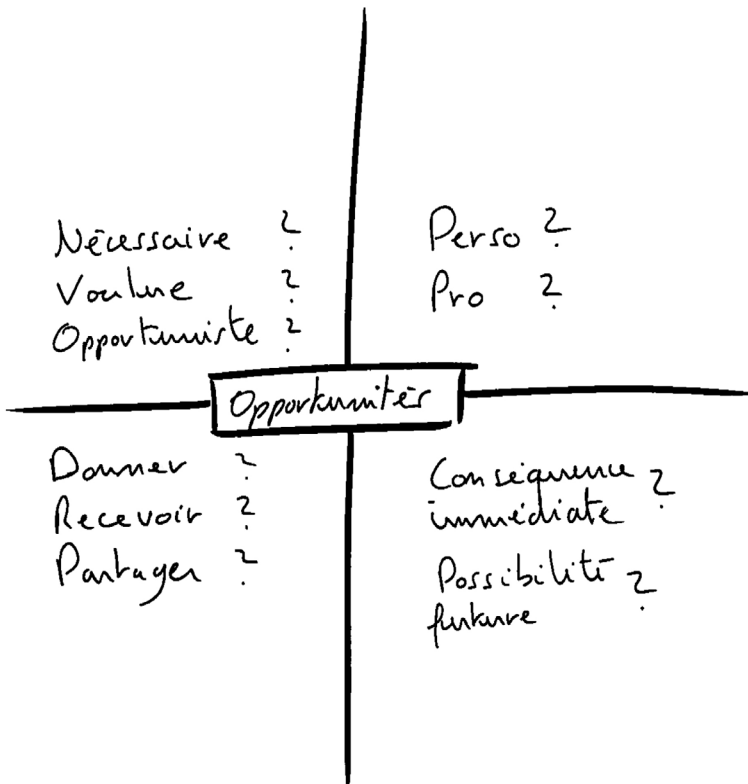 Nécessaire ?
Voulue ?
Opportuniste ?
Perso ?
Pro ?
Opportunités
Donner ?
Recevoir ?
Partager ?
Conséquence
immédiate ?
Possibilité
future ?